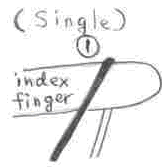 (Single)
①
index
finger